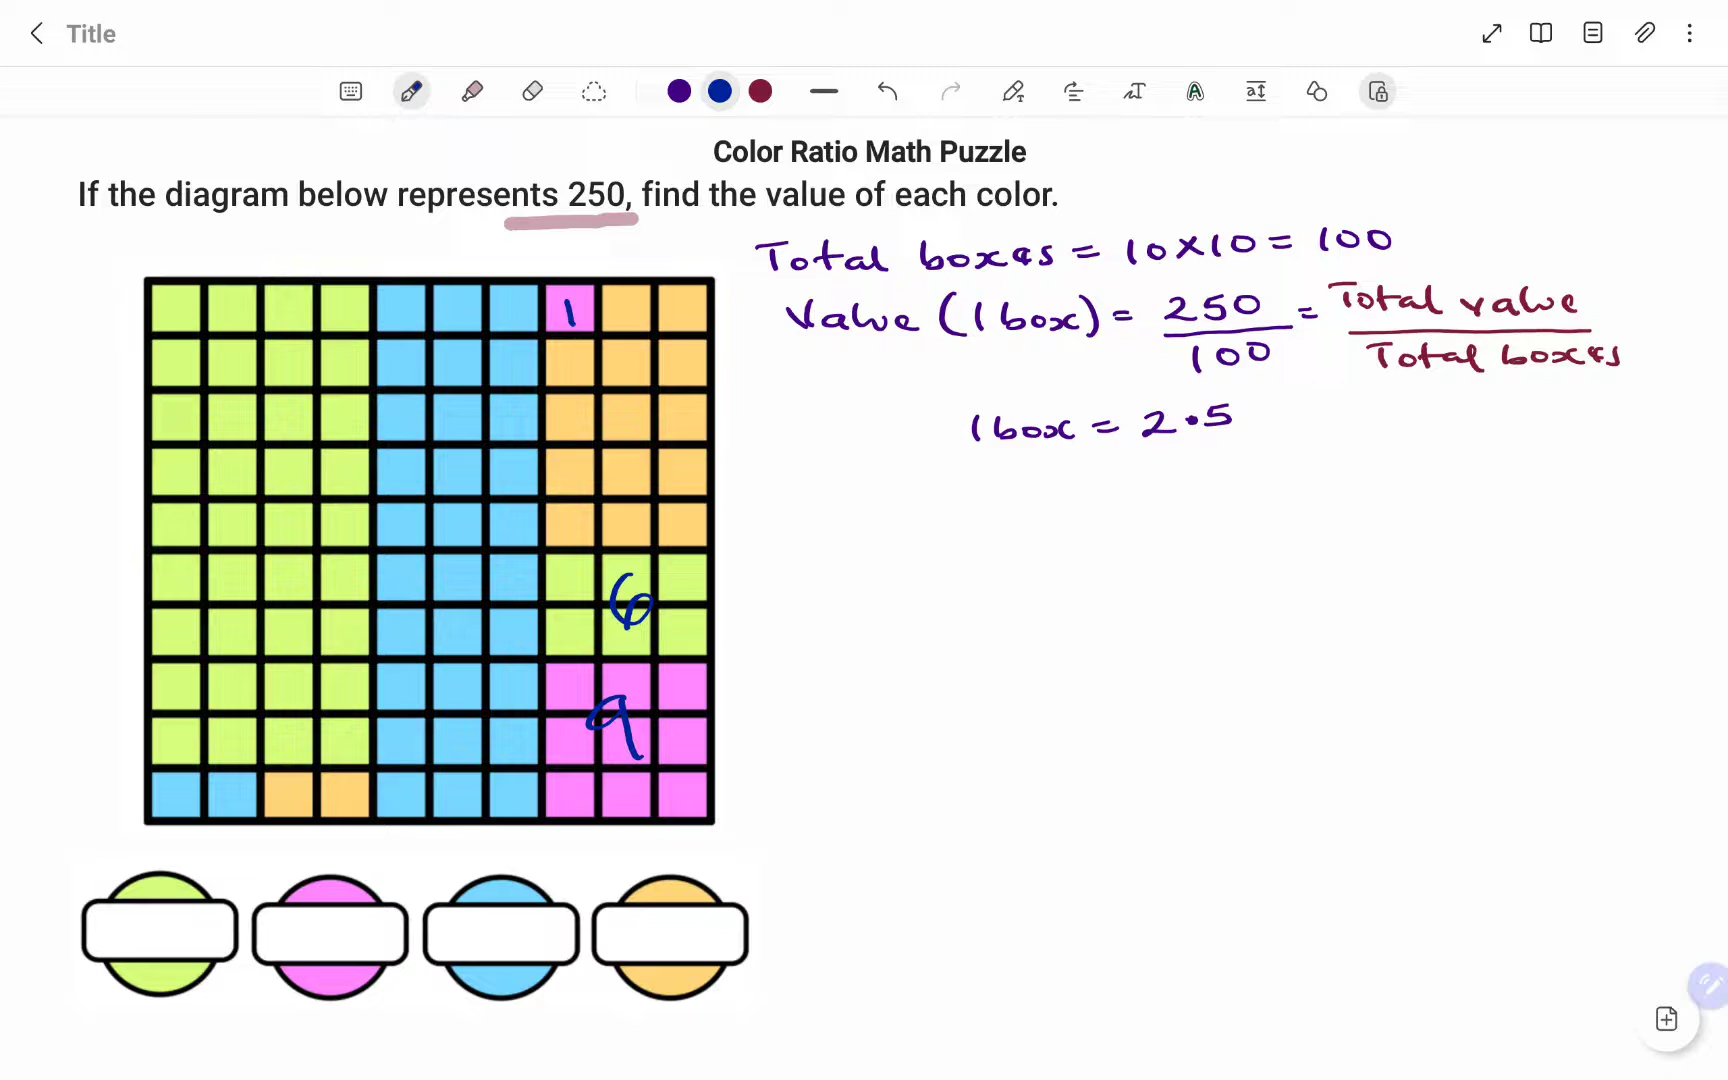 Title
Color Ratio Math Puzzle
If the diagram below represents 250, find the value of each color.
Total boxes = 10×10 = 100
Value (1 box) = 250/100 = Total value/Total boxes
1 box = 2.5
1
6
9